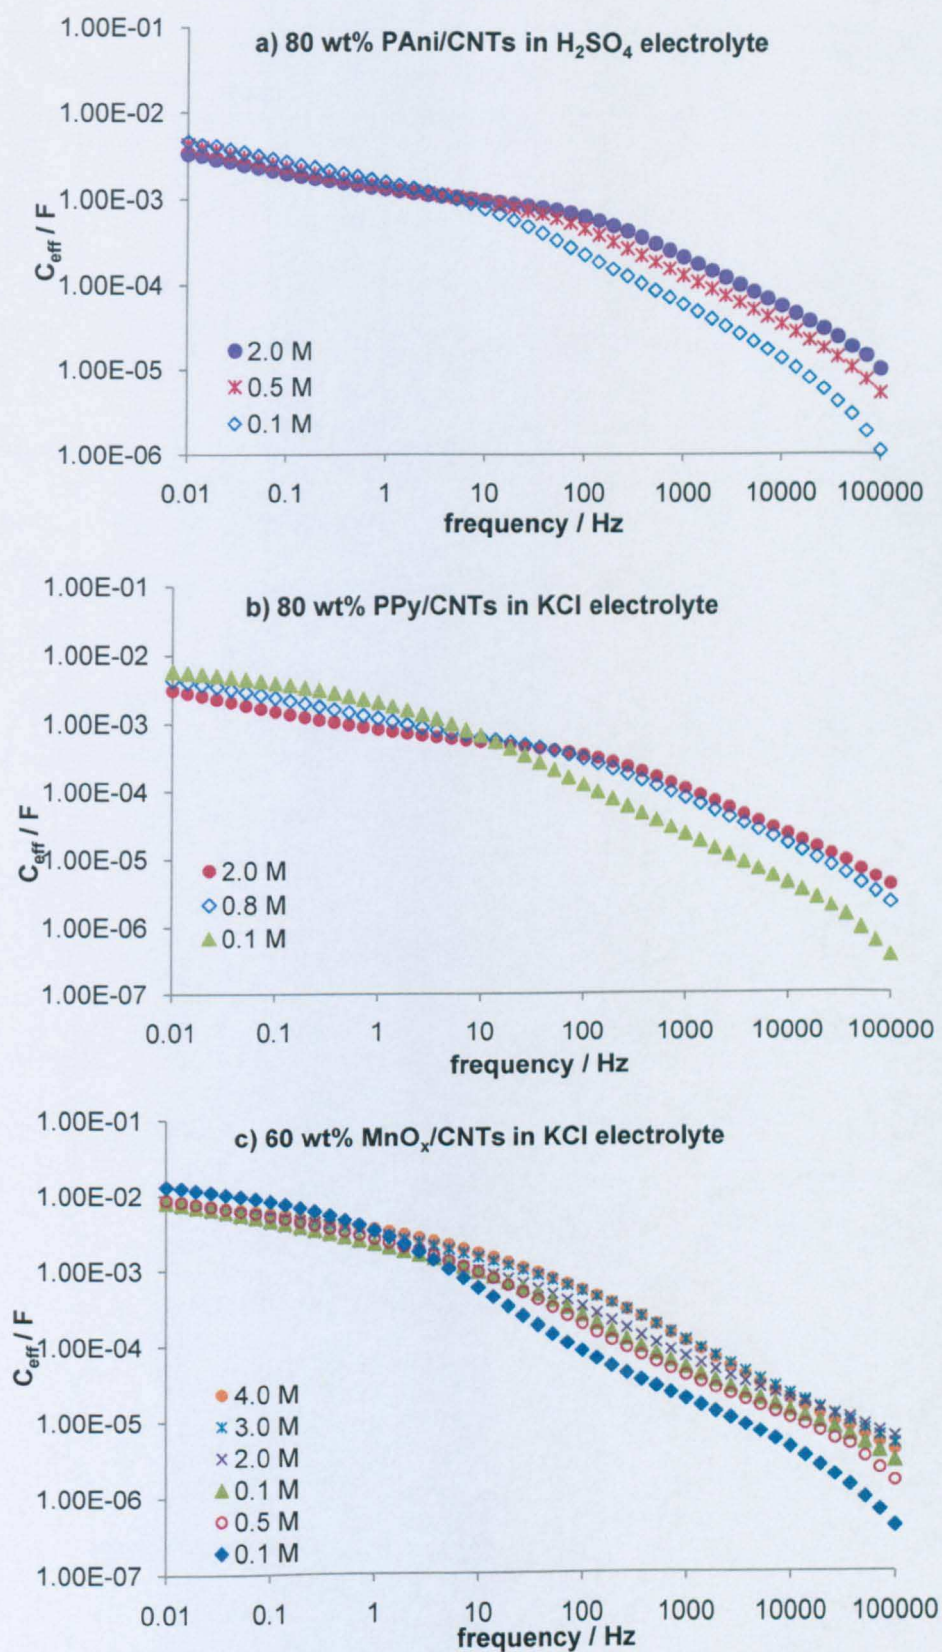 a) 80 wt% PAni/CNTs in H₂SO₄ electrolyte
1.00E-01
1.00E-02
1.00E-03
1.00E-04
1.00E-05
1.00E-06
C_eff / F
2.0 M
0.5 M
0.1 M
0.01 0.1 1 10 100 1000 10000 100000
frequency / Hz
b) 80 wt% PPy/CNTs in KCl electrolyte
1.00E-01
1.00E-02
1.00E-03
1.00E-04
1.00E-05
1.00E-06
1.00E-07
C_eff / F
2.0 M
0.8 M
0.1 M
0.01 0.1 1 10 100 1000 10000 100000
frequency / Hz
c) 60 wt% MnOₓ/CNTs in KCl electrolyte
1.00E-01
1.00E-02
1.00E-03
1.00E-04
1.00E-05
1.00E-06
1.00E-07
C_eff / F
4.0 M
3.0 M
2.0 M
0.1 M
0.5 M
0.1 M
0.01 0.1 1 10 100 1000 10000 100000
frequency / Hz